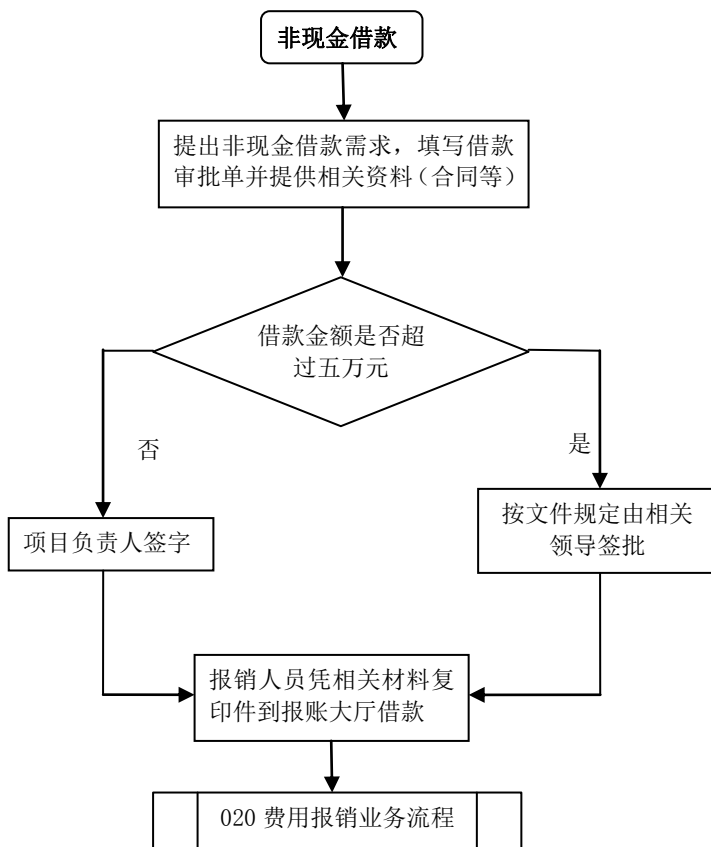 非现金借款
提出非现金借款需求，填写借款
审批单并提供相关资料（合同等）
借款金额是否超
过五万元
否
是
项目负责人签字
按文件规定由相关
领导签批
报销人员凭相关材料复
印件到报账大厅借款
020 费用报销业务流程